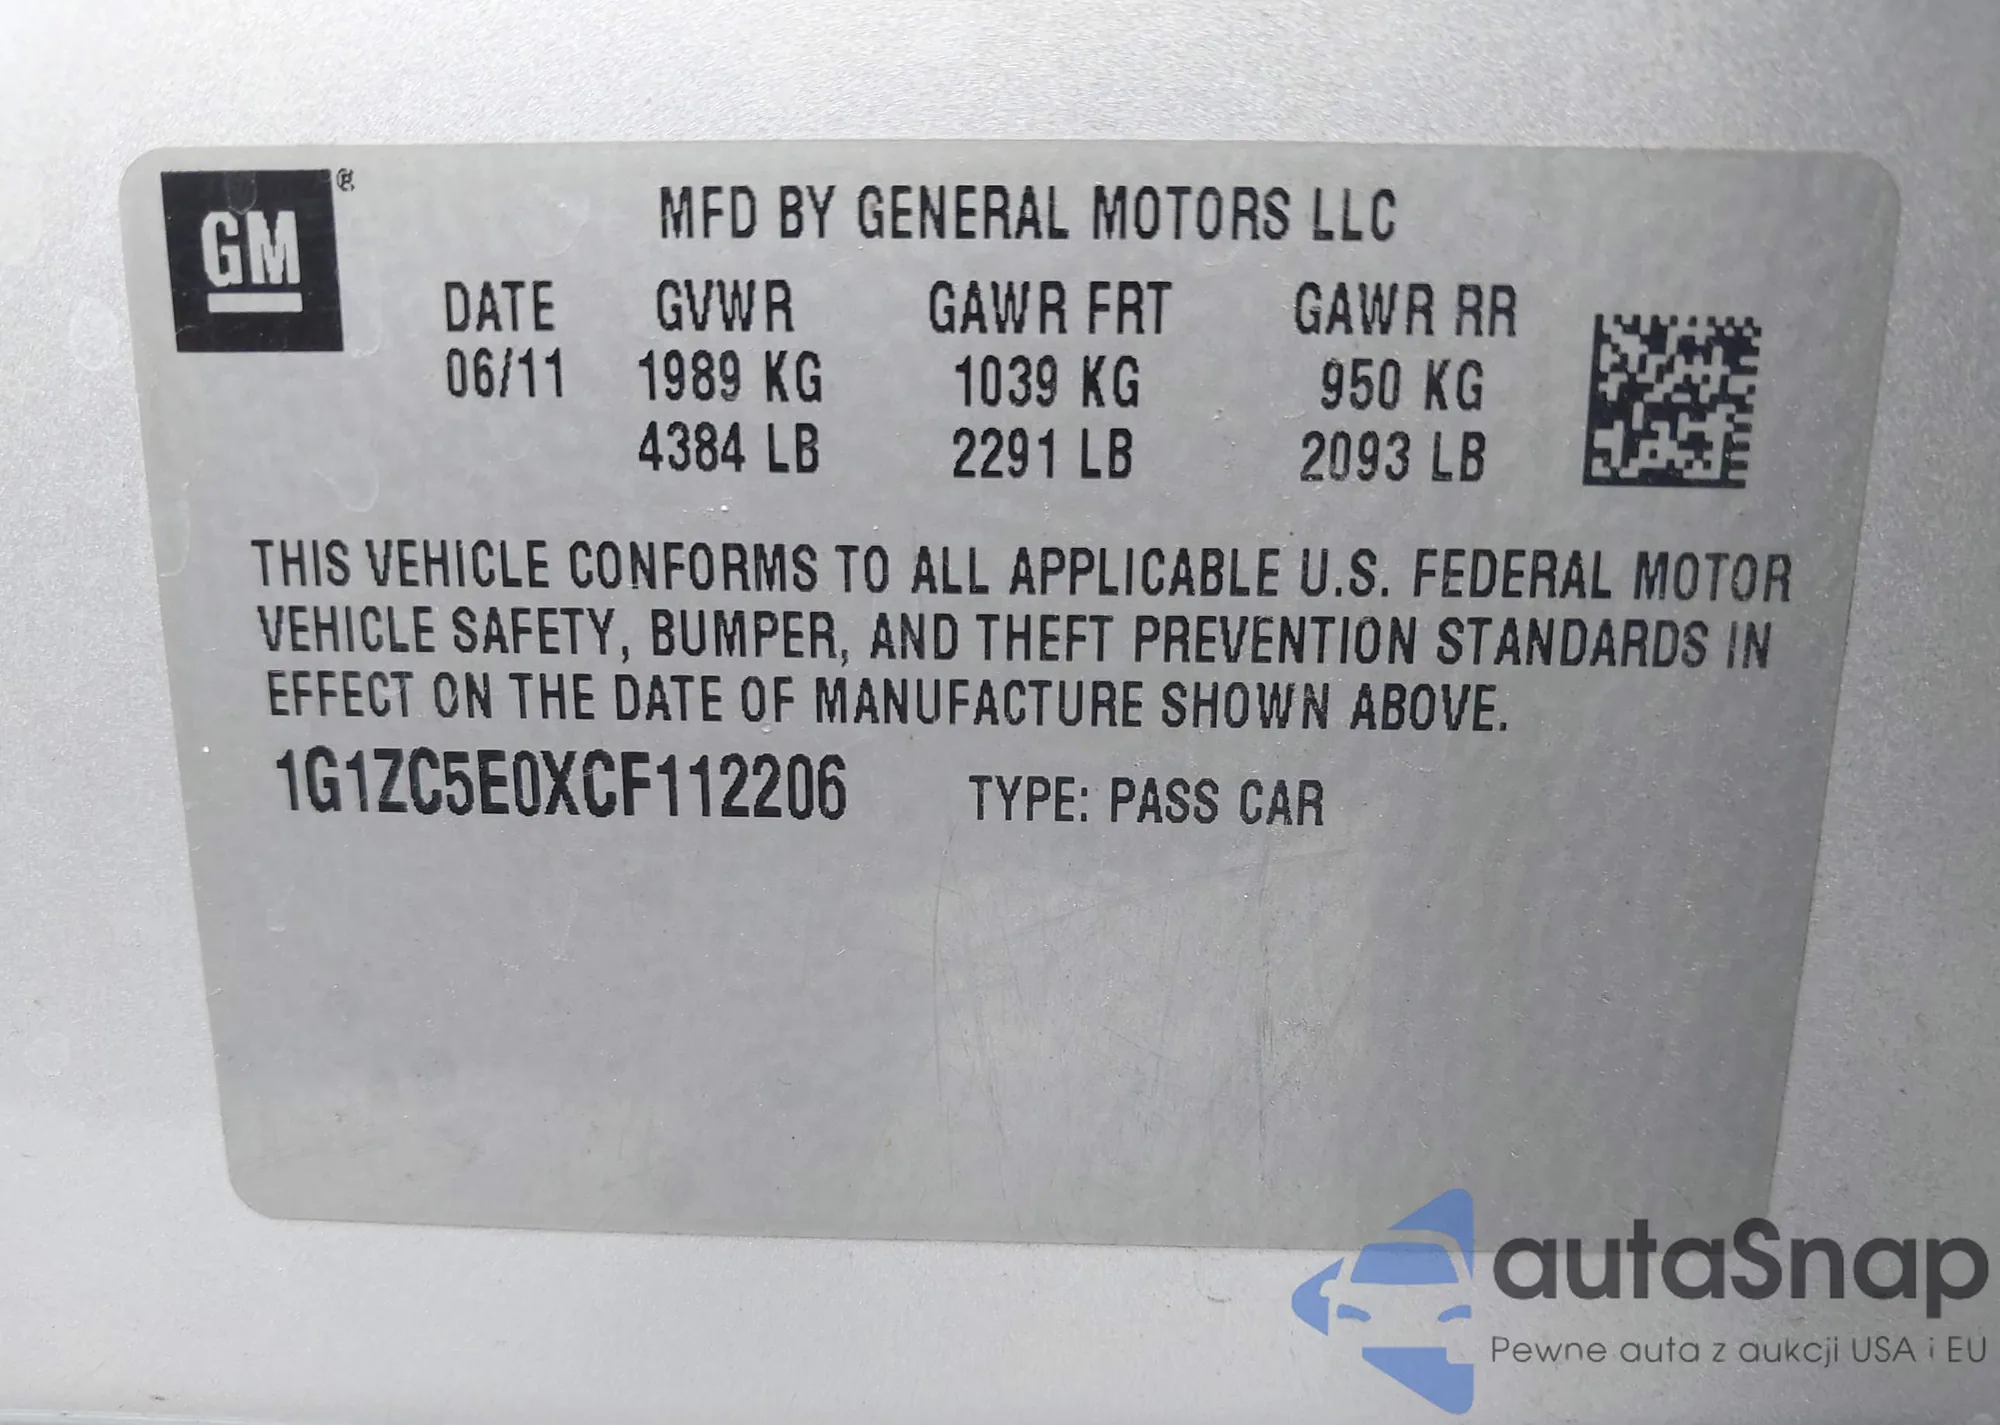 GM ®
MFD BY GENERAL MOTORS LLC
DATE GVWR GAWR FRT GAWR RR
06/11 1989 KG 1039 KG 950 KG
4384 LB 2291 LB 2093 LB
THIS VEHICLE CONFORMS TO ALL APPLICABLE U.S. FEDERAL MOTOR
VEHICLE SAFETY, BUMPER, AND THEFT PREVENTION STANDARDS IN
EFFECT ON THE DATE OF MANUFACTURE SHOWN ABOVE.
1G1ZC5E0XCF112206 TYPE: PASS CAR
autaSnap
Pewne auta z aukcji USA i EU